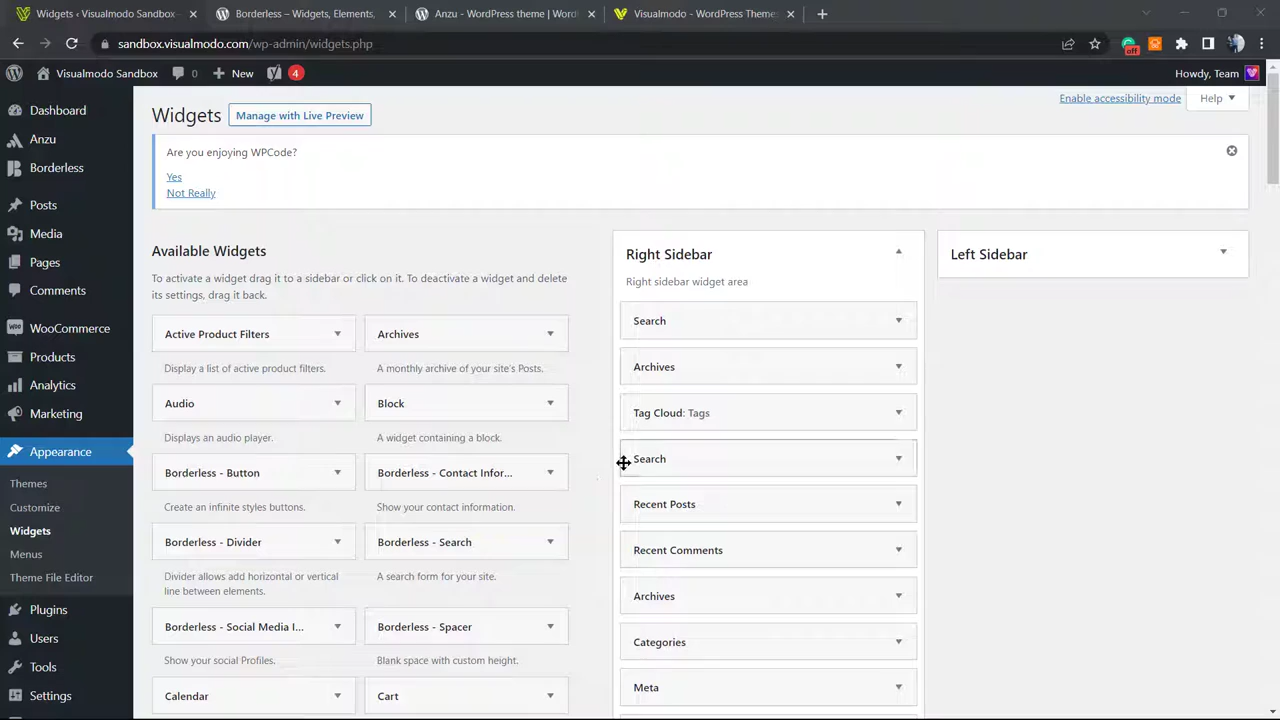 Widgets ‹ Visualmodo Sandbox —
Borderless – Widgets, Elements,
Anzu - WordPress theme | Word
Visualmodo - WordPress Themes
sandbox.visualmodo.com/wp-admin/widgets.php
off
Visualmodo Sandbox
0
New
4
Howdy, Team
Dashboard
Anzu
Borderless
Posts
Media
Pages
Comments
WooCommerce
Products
Analytics
Marketing
Appearance
Themes
Customize
Widgets
Menus
Theme File Editor
Plugins
Users
Tools
Settings
Widgets
Manage with Live Preview
Enable accessibility mode
Help
Are you enjoying WPCode?
Yes
Not Really
Available Widgets
To activate a widget drag it to a sidebar or click on it. To deactivate a widget and delete
its settings, drag it back.
Active Product Filters
Archives
Display a list of active product filters.
A monthly archive of your site's Posts.
Audio
Block
Displays an audio player.
A widget containing a block.
Borderless - Button
Borderless - Contact Infor...
Create an infinite styles buttons.
Show your contact information.
Borderless - Divider
Borderless - Search
Divider allows add horizontal or vertical
line between elements.
A search form for your site.
Borderless - Social Media I...
Borderless - Spacer
Show your social Profiles.
Blank space with custom height.
Calendar
Cart
Right Sidebar
Right sidebar widget area
Search
Archives
Tag Cloud: Tags
Search
Recent Posts
Recent Comments
Archives
Categories
Meta
Left Sidebar